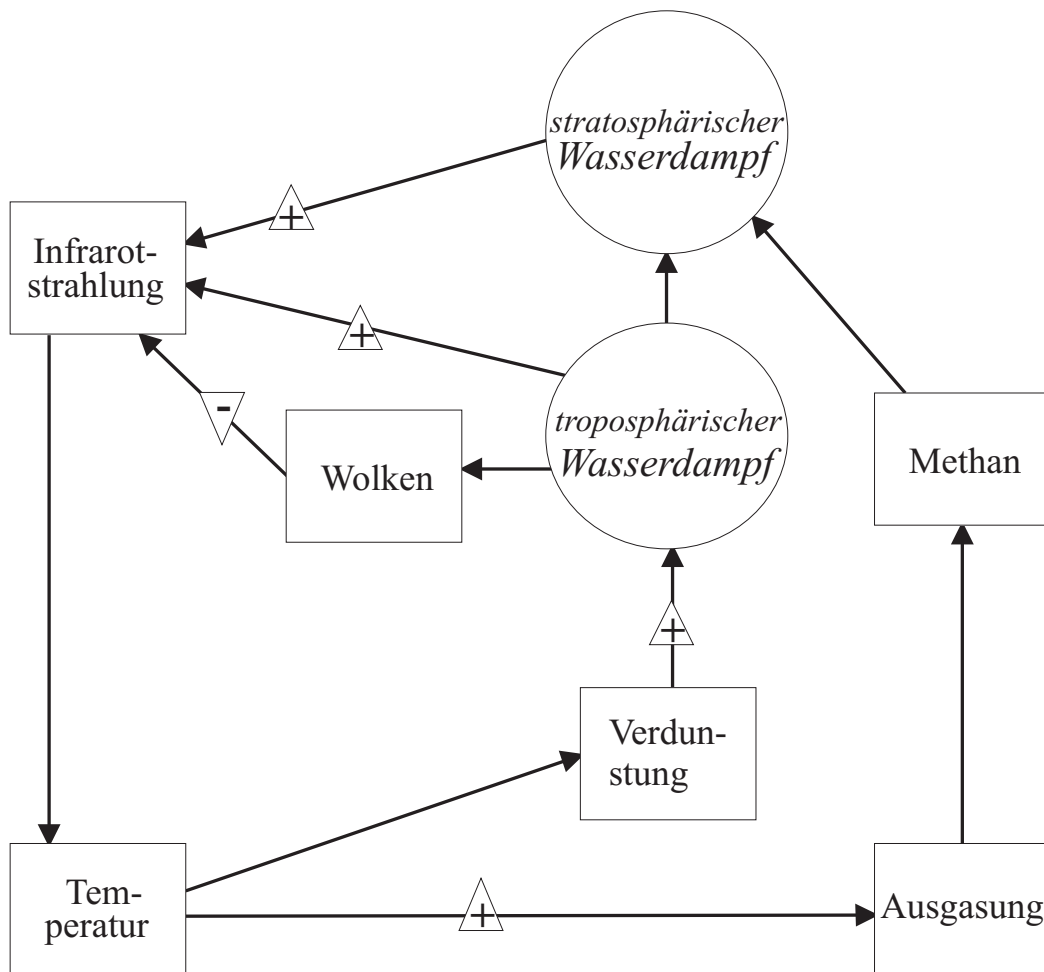 stratosphärischer
Wasserdampf
+
Infrarot-
strahlung
+
-
Wolken
troposphärischer
Wasserdampf
Methan
+
Verdun-
stung
Tem-
peratur
+
Ausgasung